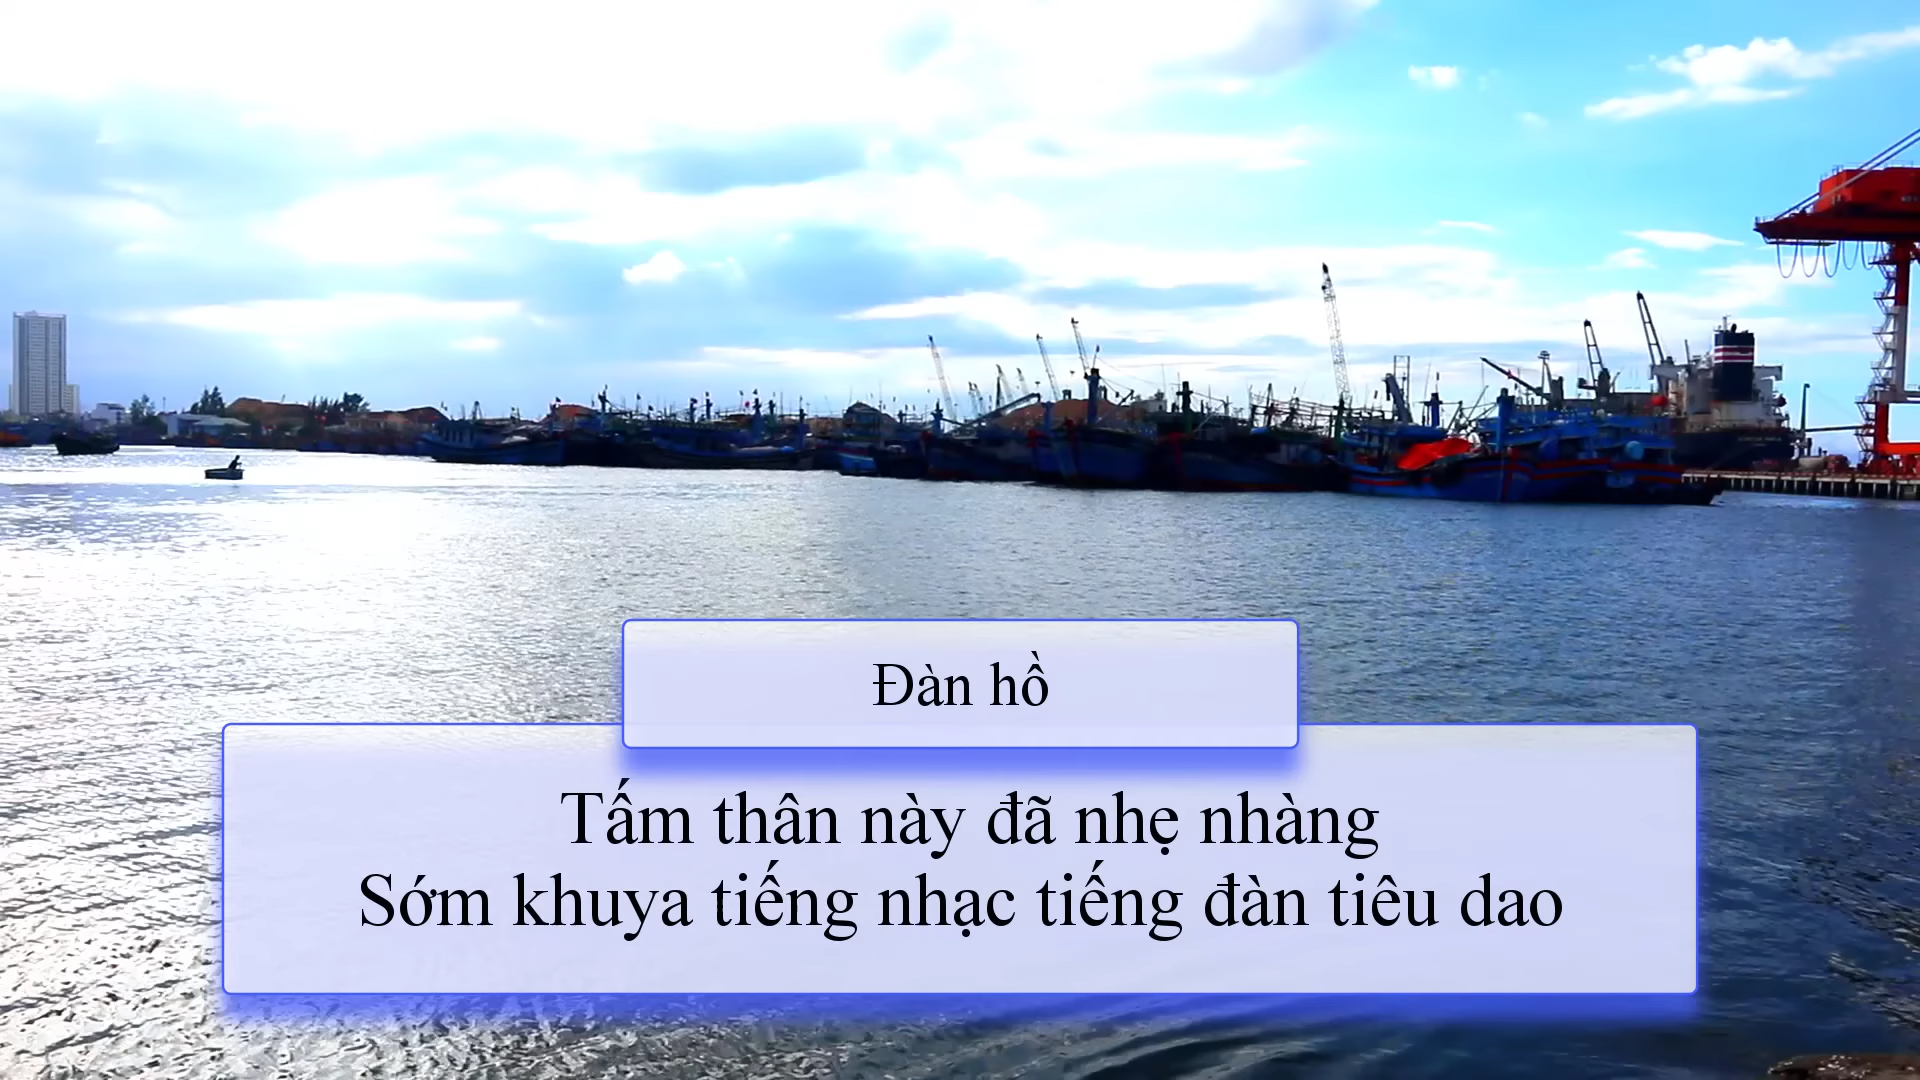 Đàn hồ
Tấm thân này đã nhẹ nhàng
Sớm khuya tiếng nhạc tiếng đàn tiêu dao